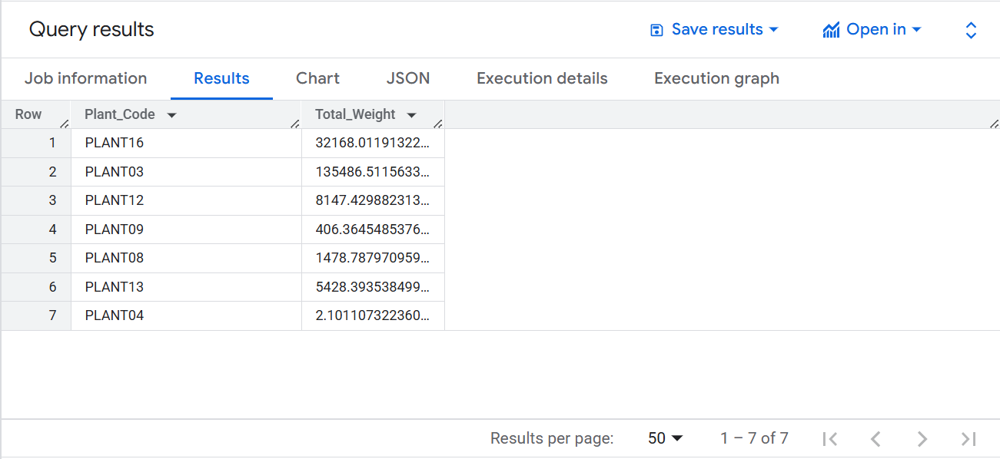 Query results Save results Open in
Job information Results Chart JSON Execution details Execution graph
Row Plant_Code Total_Weight
1 PLANT16 32168.01191322...
2 PLANT03 135486.5115633...
3 PLANT12 8147.429882313...
4 PLANT09 406.3645485376...
5 PLANT08 1478.787970959...
6 PLANT13 5428.393538499...
7 PLANT04 2.101107322360...
Results per page: 50 1 – 7 of 7